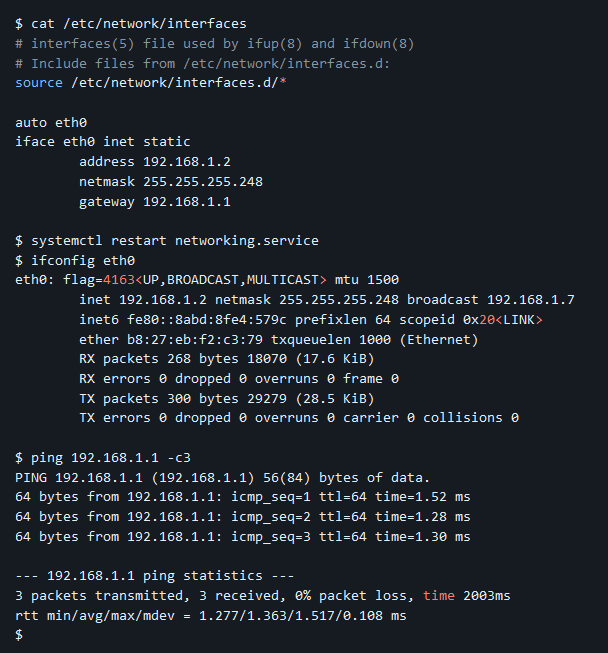 $ cat /etc/network/interfaces
# interfaces(5) file used by ifup(8) and ifdown(8)
# Include files from /etc/network/interfaces.d:
source /etc/network/interfaces.d/*
auto eth0
iface eth0 inet static
address 192.168.1.2
netmask 255.255.255.248
gateway 192.168.1.1
$ systemctl restart networking.service
$ ifconfig eth0
eth0: flag=4163<UP,BROADCAST,MULTICAST> mtu 1500
inet 192.168.1.2 netmask 255.255.255.248 broadcast 192.168.1.7
inet6 fe80::8abd:8fe4:579c prefixlen 64 scopeid 0x20<LINK>
ether b8:27:eb:f2:c3:79 txqueuelen 1000 (Ethernet)
RX packets 268 bytes 18070 (17.6 KiB)
RX errors 0 dropped 0 overruns 0 frame 0
TX packets 300 bytes 29279 (28.5 KiB)
TX errors 0 dropped 0 overruns 0 carrier 0 collisions 0
$ ping 192.168.1.1 -c3
PING 192.168.1.1 (192.168.1.1) 56(84) bytes of data.
64 bytes from 192.168.1.1: icmp_seq=1 ttl=64 time=1.52 ms
64 bytes from 192.168.1.1: icmp_seq=2 ttl=64 time=1.28 ms
64 bytes from 192.168.1.1: icmp_seq=3 ttl=64 time=1.30 ms
--- 192.168.1.1 ping statistics ---
3 packets transmitted, 3 received, 0% packet loss, time 2003ms
rtt min/avg/max/mdev = 1.277/1.363/1.517/0.108 ms
$